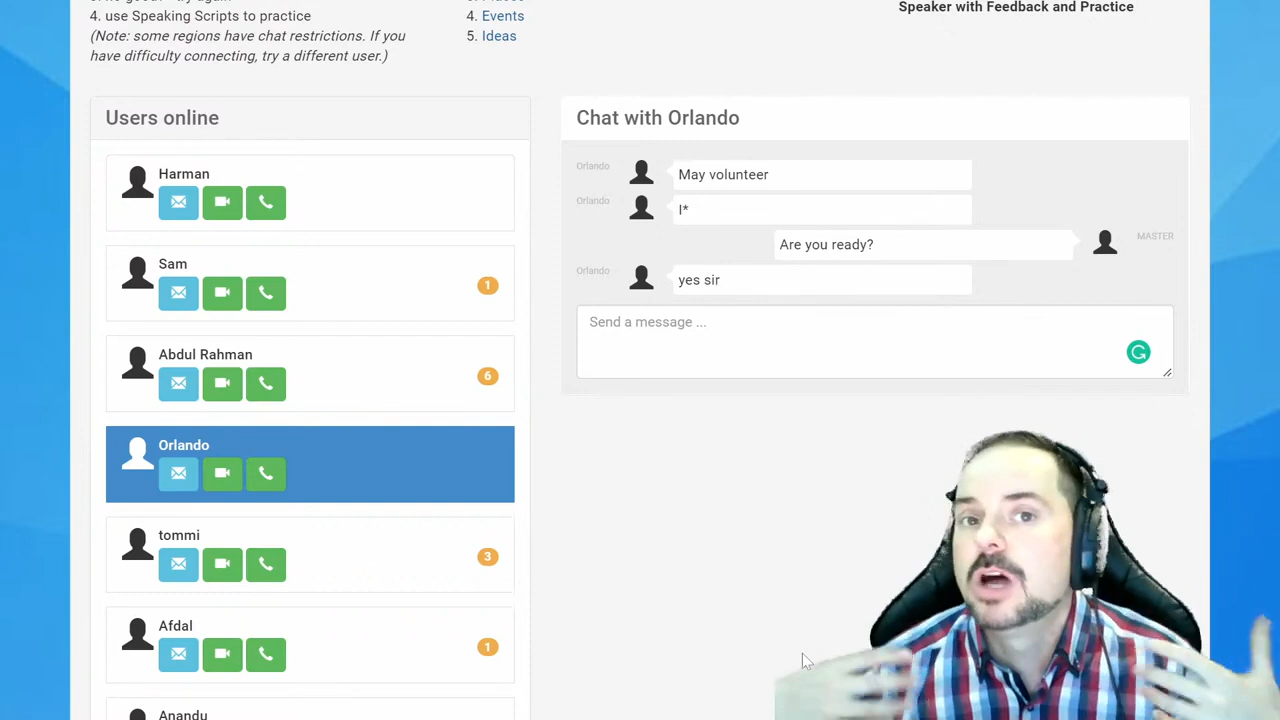 4. use Speaking Scripts to practice
(Note: some regions have chat restrictions. If you
have difficulty connecting, try a different user.)
4. Events
5. Ideas
Speaker with Feedback and Practice
Users online
Harman
Sam
1
Abdul Rahman
6
Orlando
tommi
3
Afdal
1
Anandu
Chat with Orlando
Orlando
May volunteer
Orlando
I*
Are you ready?
MASTER
Orlando
yes sir
Send a message ...